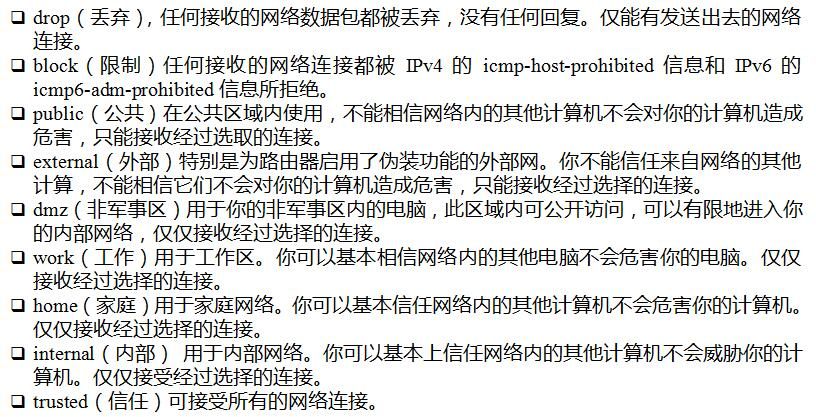 ❑ drop（丢弃），任何接收的网络数据包都被丢弃，没有任何回复。仅能有发送出去的网络
连接。
❑ block（限制）任何接收的网络连接都被 IPv4 的 icmp-host-prohibited 信息和 IPv6 的
icmp6-adm-prohibited 信息所拒绝。
❑ public（公共）在公共区域内使用，不能相信网络内的其他计算机不会对你的计算机造成
危害，只能接收经过选取的连接。
❑ external（外部）特别是为路由器启用了伪装功能的外部网。你不能信任来自网络的其他
计算，不能相信它们不会对你的计算机造成危害，只能接收经过选择的连接。
❑ dmz（非军事区）用于你的非军事区内的电脑，此区域内可公开访问，可以有限地进入你
的内部网络，仅仅接收经过选择的连接。
❑ work（工作）用于工作区。你可以基本相信网络内的其他电脑不会危害你的电脑。仅仅
接收经过选择的连接。
❑ home（家庭）用于家庭网络。你可以基本信任网络内的其他计算机不会危害你的计算机。
仅仅接收经过选择的连接。
❑ internal（内部） 用于内部网络。你可以基本上信任网络内的其他计算机不会威胁你的计
算机。仅仅接受经过选择的连接。
❑ trusted（信任）可接受所有的网络连接。